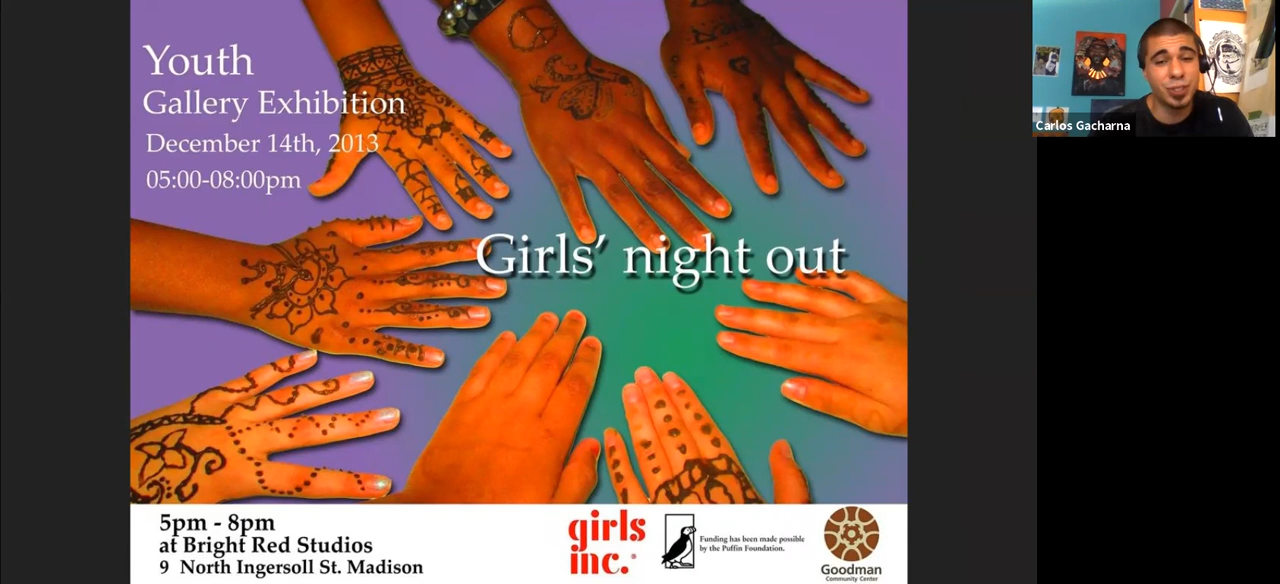 Youth
Gallery Exhibition
December 14th, 2013
05:00-08:00pm
Girls’ night out
5pm - 8pm
at Bright Red Studios
9 North Ingersoll St. Madison
girls
inc.®
Funding has been made possible
by the Puffin Foundation.
Goodman
Community Center
Carlos Gacharna